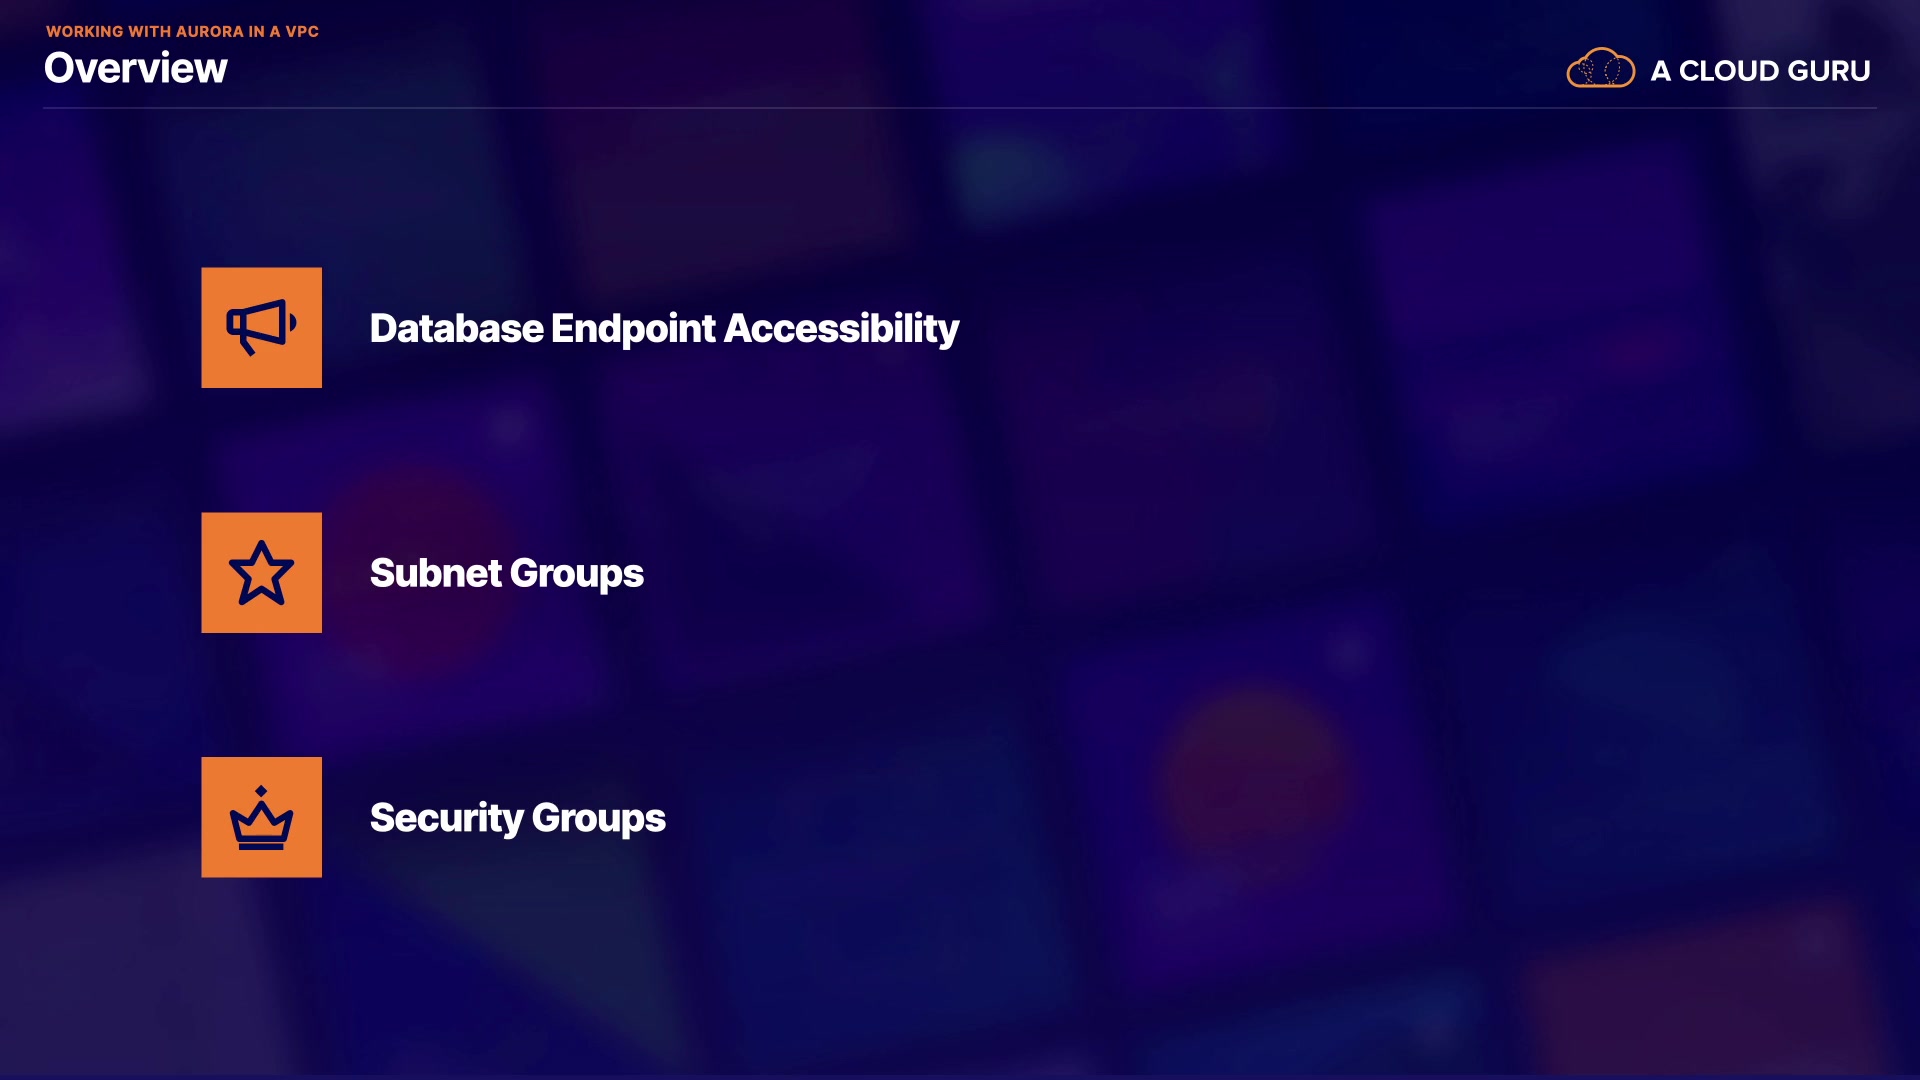 WORKING WITH AURORA IN A VPC
Overview
A CLOUD GURU
Database Endpoint Accessibility
Subnet Groups
Security Groups